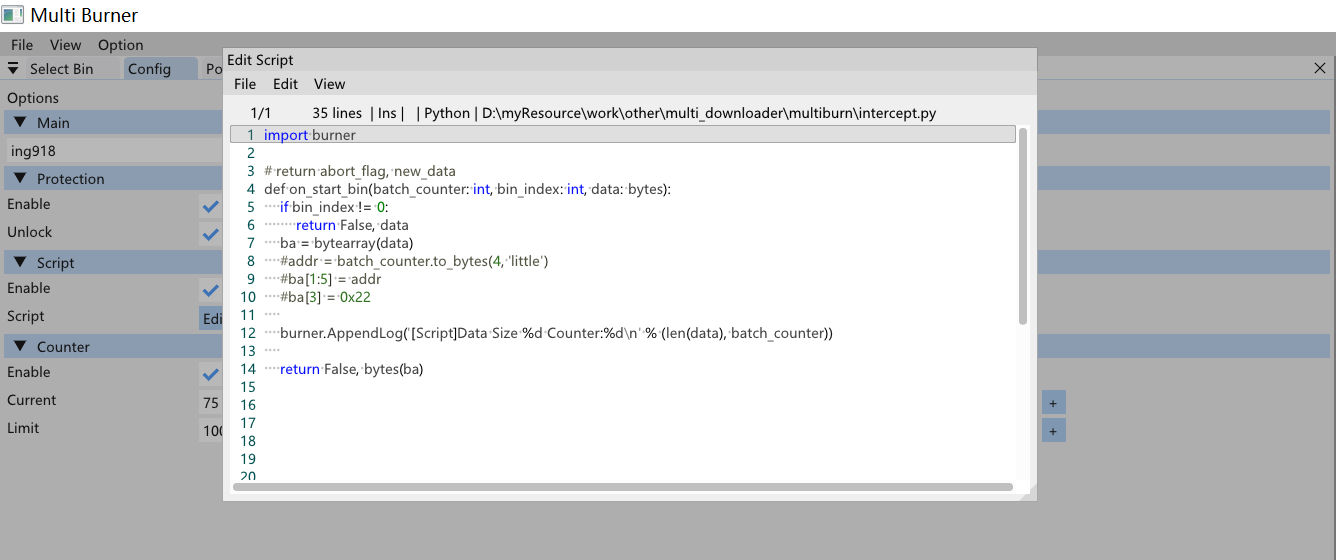 Multi Burner
File View Option
Select Bin Config Po
Options
Main
ing918
Protection
Enable
Unlock
Script
Enable
Script Edi
Counter
Enable
Current 75 +
Limit 100 +
Edit Script
File Edit View
1/1 35 lines | Ins | | Python | D:\myResource\work\other\multi_downloader\multiburn\intercept.py
1 import burner
2
3 # return abort_flag, new_data
4 def on_start_bin(batch_counter: int, bin_index: int, data: bytes):
5 if bin_index != 0:
6 return False, data
7 ba = bytearray(data)
8 #addr = batch_counter.to_bytes(4, 'little')
9 #ba[1:5] = addr
10 #ba[3] = 0x22
11
12 burner.AppendLog('[Script]Data Size %d Counter:%d\n' % (len(data), batch_counter))
13
14 return False, bytes(ba)
15
16
17
18
19
20